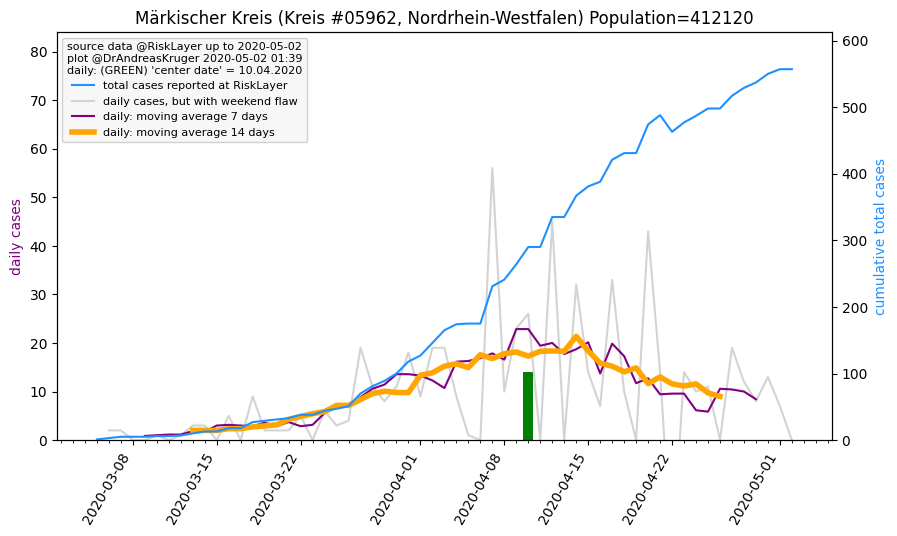 Märkischer Kreis (Kreis #05962, Nordrhein-Westfalen) Population=412120
source data @RiskLayer up to 2020-05-02
plot @DrAndreasKruger 2020-05-02 01:39
daily: (GREEN) 'center date' = 10.04.2020
total cases reported at RiskLayer
daily cases, but with weekend flaw
daily: moving average 7 days
daily: moving average 14 days
daily cases
80
70
60
50
40
30
20
10
0
600
500
400
300
200
100
0
cumulative total cases
2020-03-08
2020-03-15
2020-03-22
2020-04-01
2020-04-08
2020-04-15
2020-04-22
2020-05-01